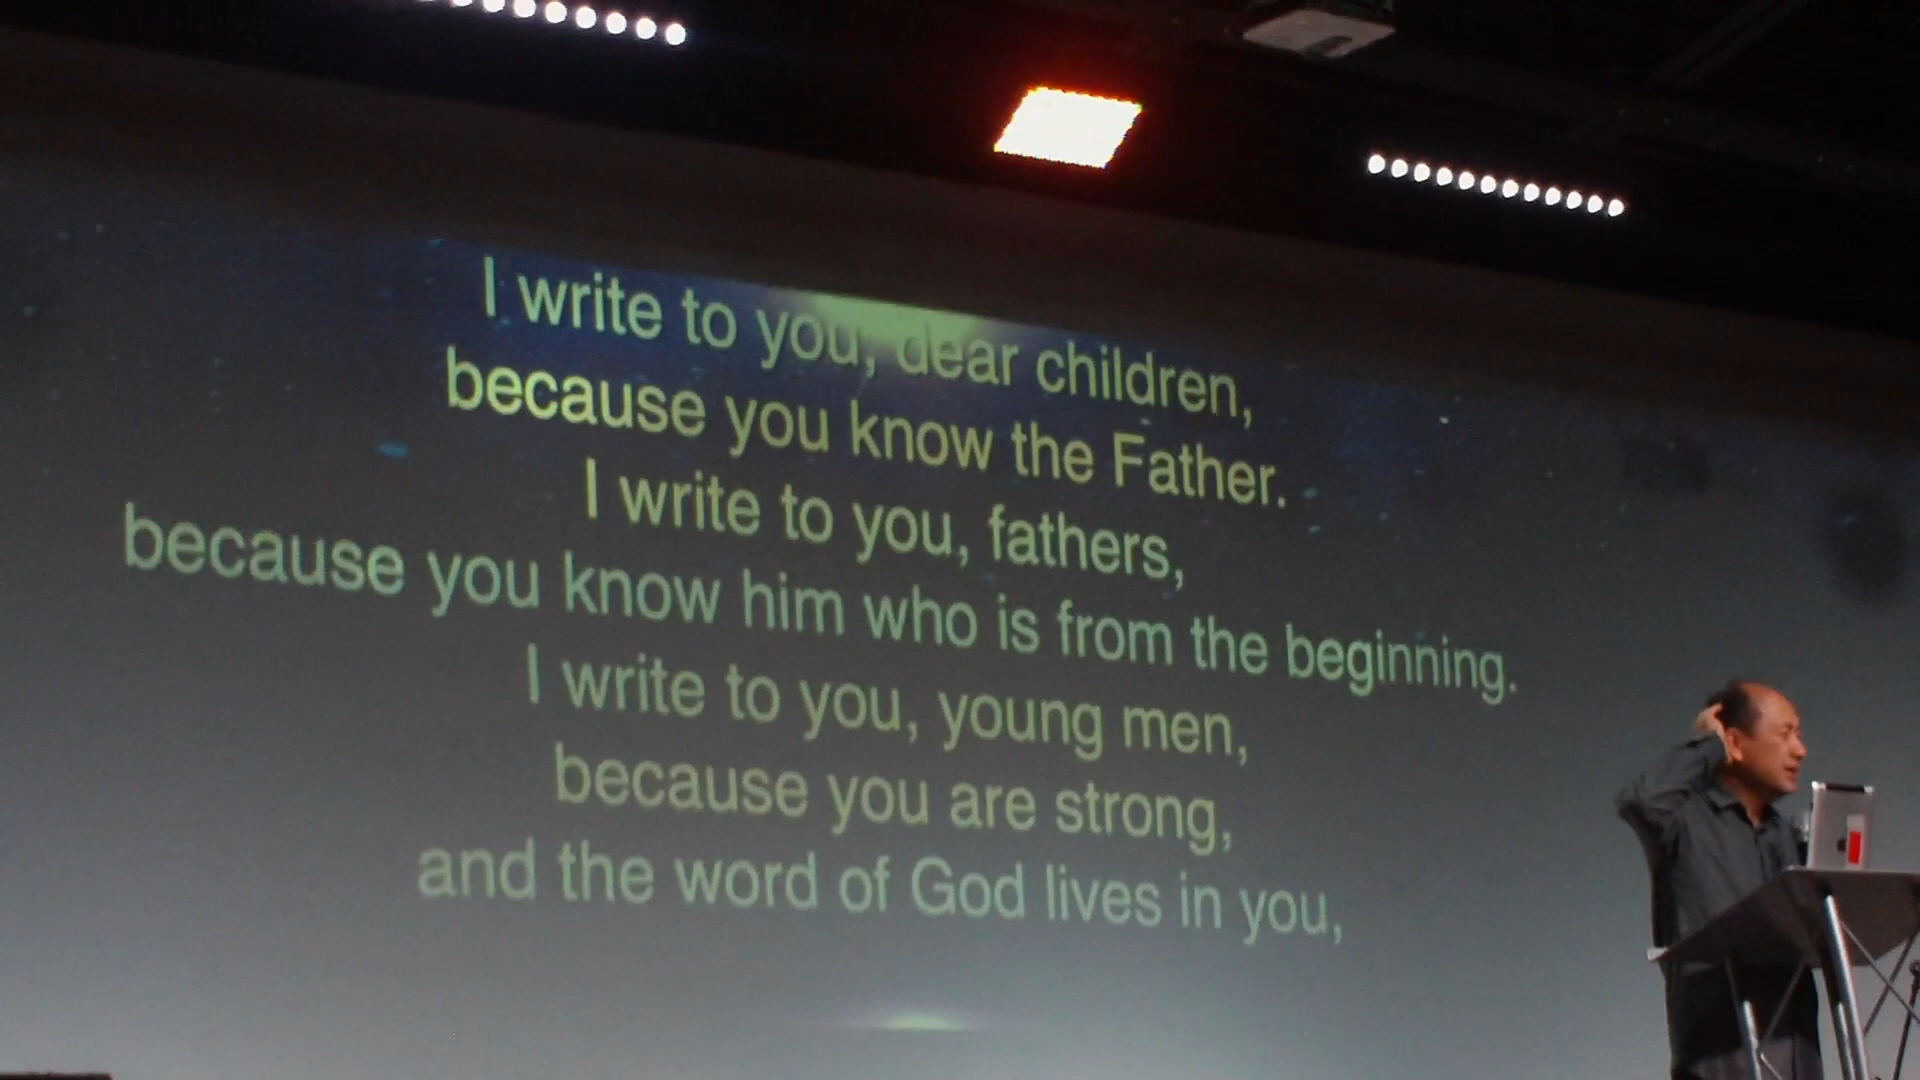 I write to you, dear children,
because you know the Father.
I write to you, fathers,
because you know him who is from the beginning.
I write to you, young men,
because you are strong,
and the word of God lives in you,